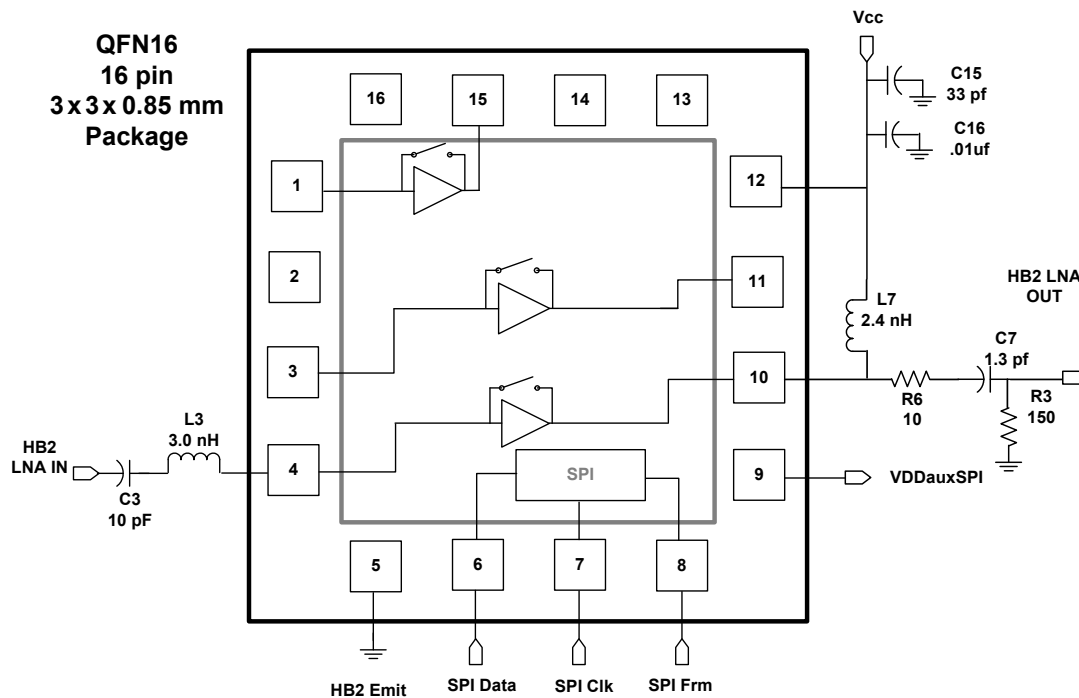 QFN16
16 pin
3 x 3 x 0.85 mm
Package
Vcc
C15
33 pf
C16
.01uf
16
15
14
13
1
12
2
11
HB2 LNA
OUT
L7
2.4 nH
C7
1.3 pf
3
10
R6
10
R3
150
L3
3.0 nH
HB2
LNA IN
C3
10 pF
4
SPI
9
VDDauxSPI
5
6
7
8
HB2 Emit
SPI Data
SPI Clk
SPI Frm